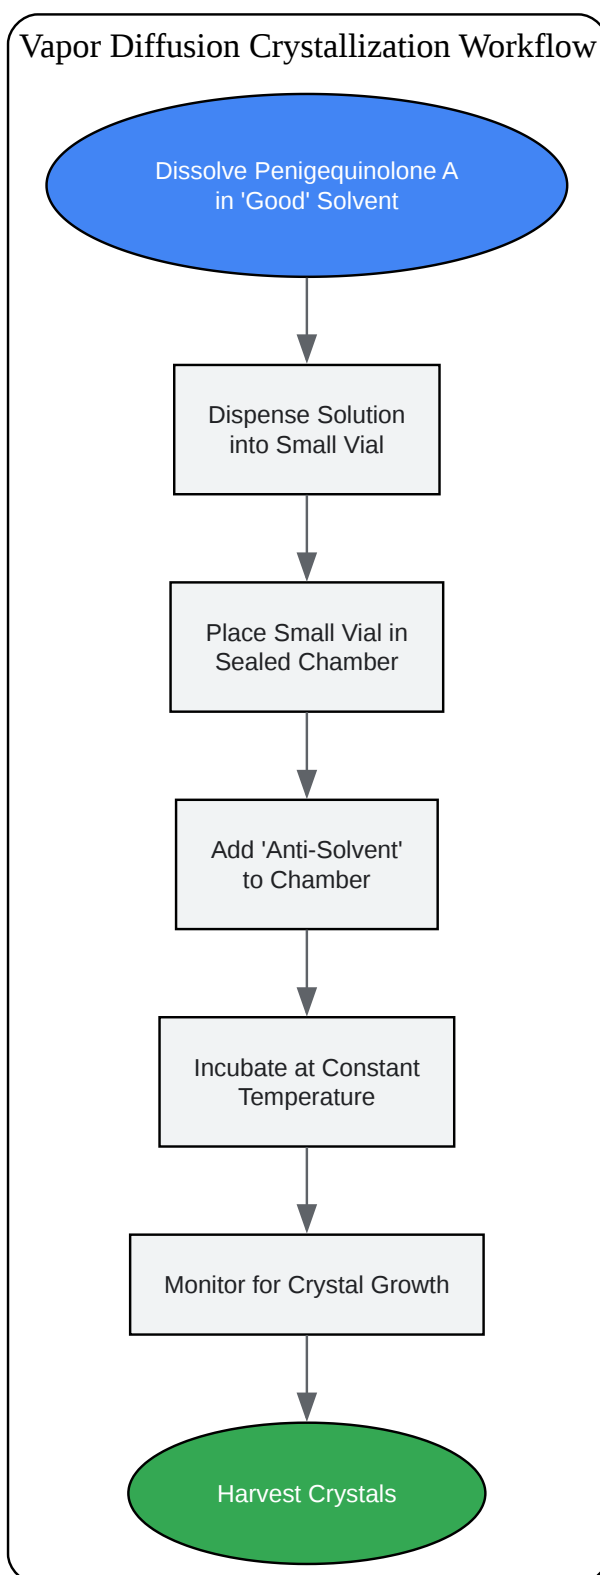 Vapor Diffusion Crystallization Workflow
Dissolve Penigequinolone A
in 'Good' Solvent
Dispense Solution
into Small Vial
Place Small Vial in
Sealed Chamber
Add 'Anti-Solvent'
to Chamber
Incubate at Constant
Temperature
Monitor for Crystal Growth
Harvest Crystals